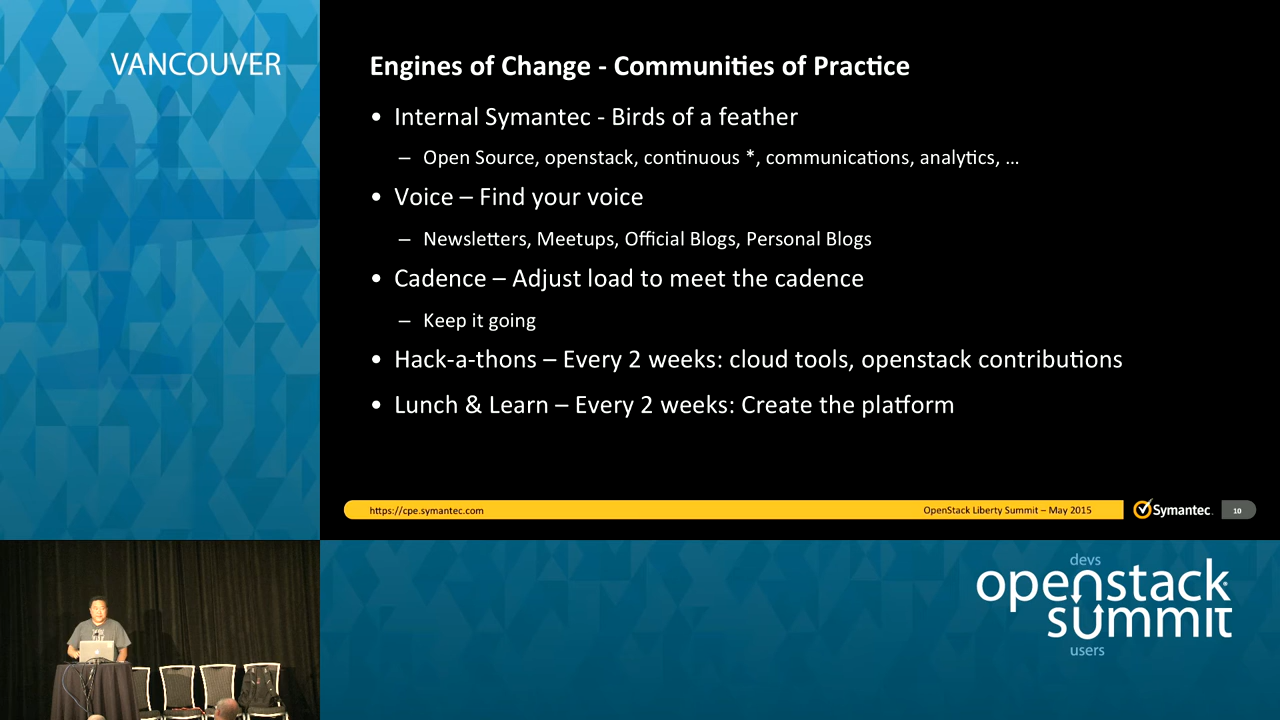 VANCOUVER
Engines of Change - Communities of Practice
• Internal Symantec - Birds of a feather
– Open Source, openstack, continuous *, communications, analytics, ...
• Voice – Find your voice
– Newsletters, Meetups, Official Blogs, Personal Blogs
• Cadence – Adjust load to meet the cadence
– Keep it going
• Hack-a-thons – Every 2 weeks: cloud tools, openstack contributions
• Lunch & Learn – Every 2 weeks: Create the platform
https://cpe.symantec.com
OpenStack Liberty Summit – May 2015
Symantec.
10
devs
openstack
summit
users